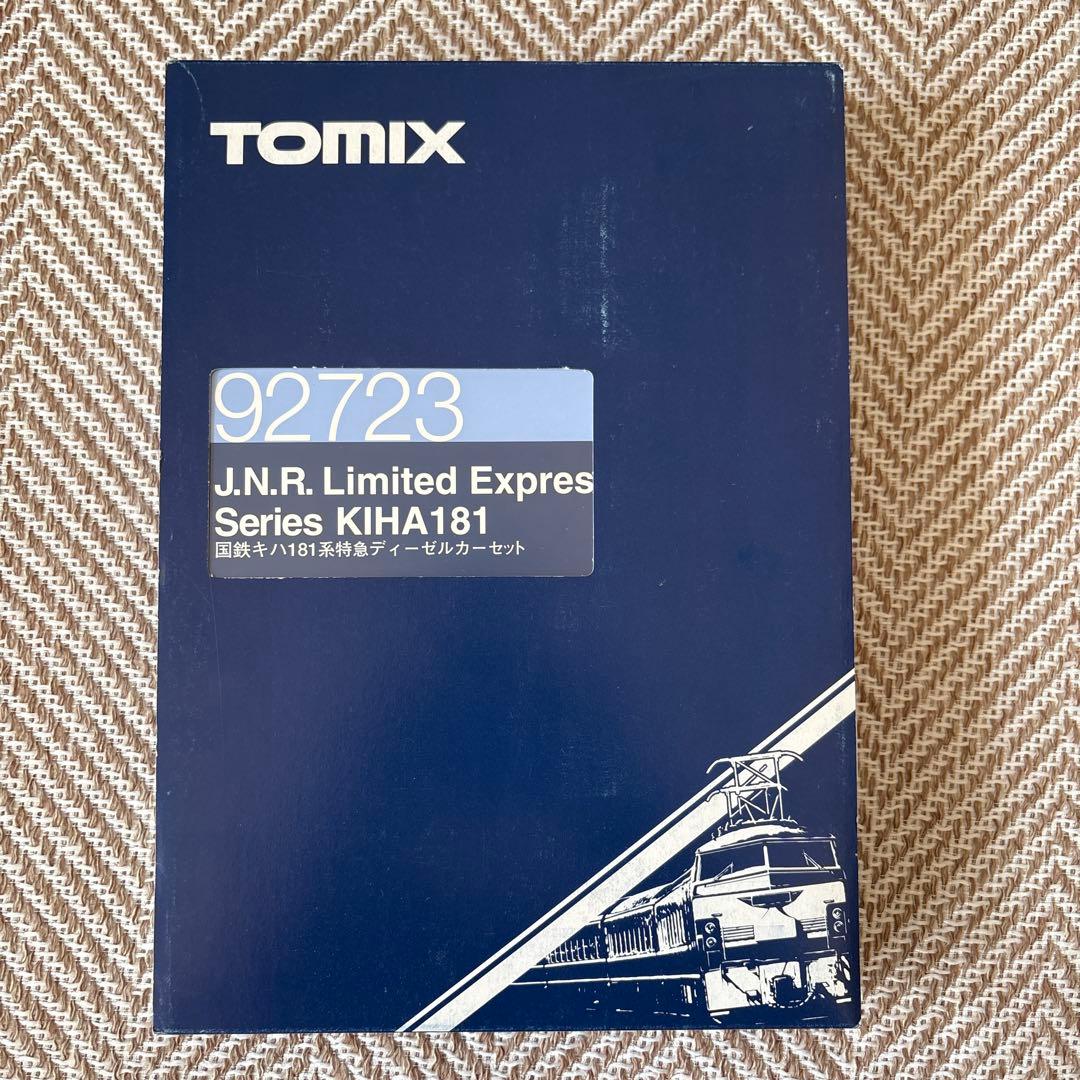 TOMIX
92723
J.N.R. Limited Expres
Series KIHA181
国鉄キハ181系特急ディーゼルカーセット